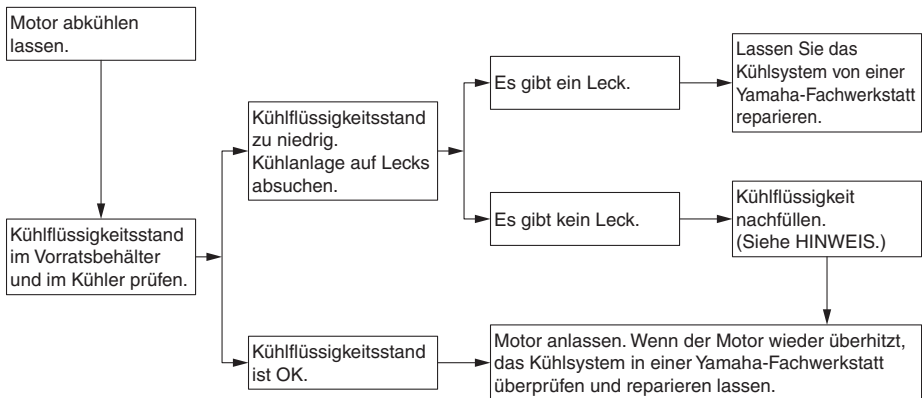 Motor abkühlen
lassen.
Kühlflüssigkeitsstand
im Vorratsbehälter
und im Kühler prüfen.
Kühlflüssigkeitsstand
zu niedrig.
Kühlanlage auf Lecks
absuchen.
Es gibt ein Leck.
Lassen Sie das
Kühlsystem von einer
Yamaha-Fachwerkstatt
reparieren.
Es gibt kein Leck.
Kühlflüssigkeit
nachfüllen.
(Siehe HINWEIS.)
Kühlflüssigkeitsstand
ist OK.
Motor anlassen. Wenn der Motor wieder überhitzt,
das Kühlsystem in einer Yamaha-Fachwerkstatt
überprüfen und reparieren lassen.